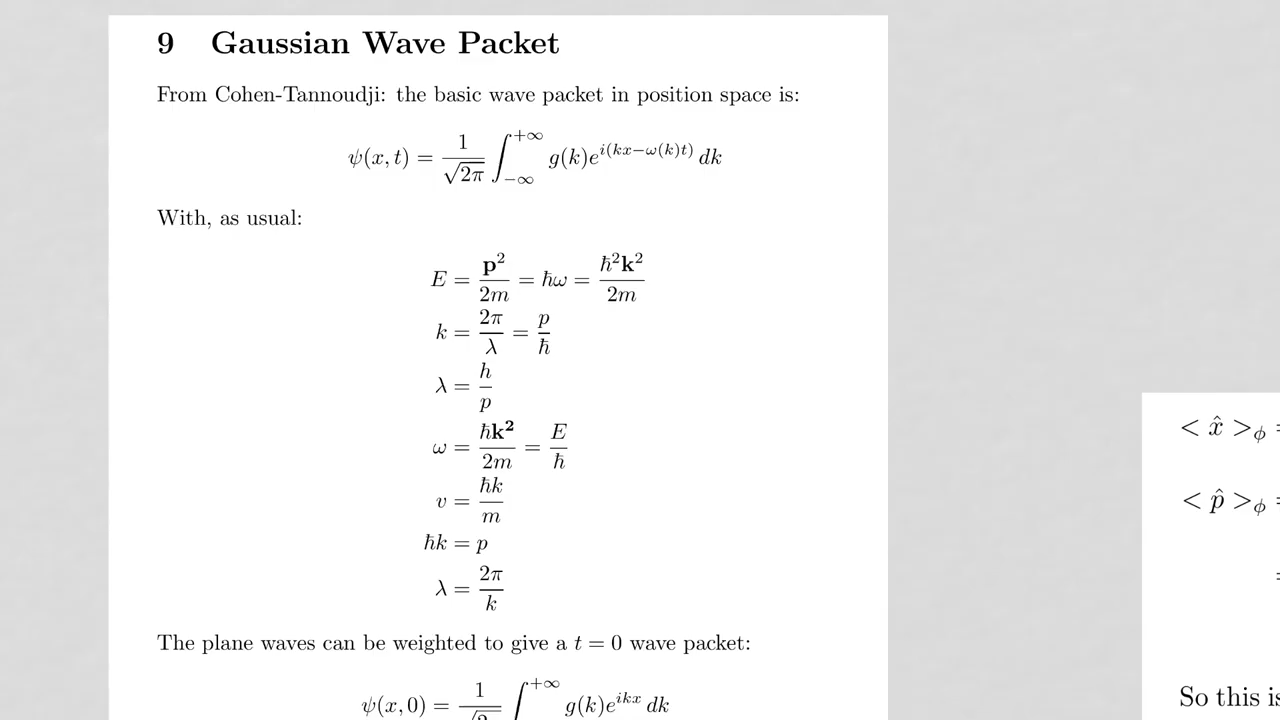 9 Gaussian Wave Packet
From Cohen-Tannoudji: the basic wave packet in position space is:
ψ(x, t) = 1/√2π ∫_{−∞}^{+∞} g(k)e^{i(kx−ω(k)t)} dk
With, as usual:
E = p²/2m = ħω = ħ²k²/2m
k = 2π/λ = p/ħ
λ = h/p
ω = ħk²/2m = E/ħ
v = ħk/m
ħk = p
λ = 2π/k
The plane waves can be weighted to give a t = 0 wave packet:
ψ(x, 0) = 1/√2 ∫^{+∞} g(k)e^{ikx} dk
< x̂ >_ϕ =
< p̂ >_ϕ =
=
So this is